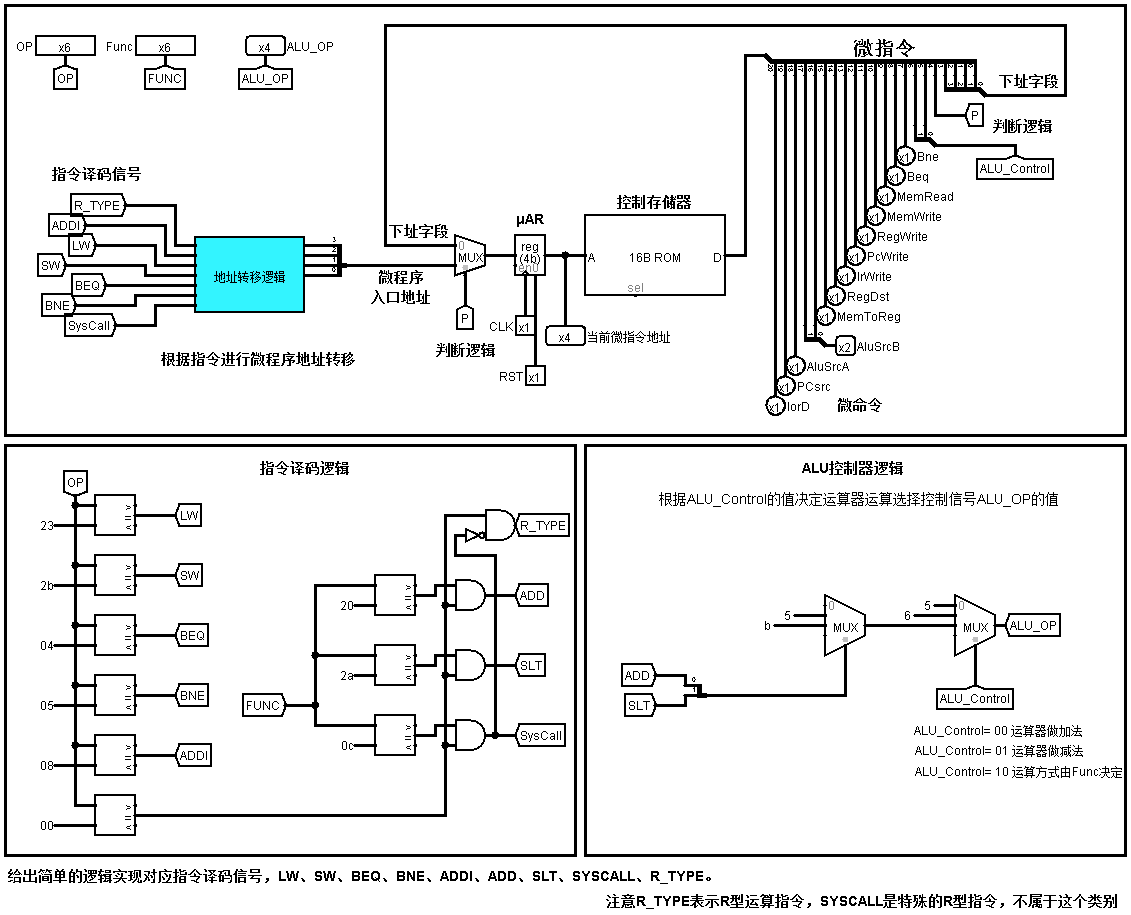 OP x6 Func x6 x4 ALU_OP
OP FUNC ALU_OP
微指令
下址字段
P
判断逻辑
ALU_Control
x1 Bne
x1 Beq
x1 MemRead
x1 MemWrite
x1 RegWrite
x1 PcWrite
x1 IrWrite
x1 RegDst
x1 MemToReg
x2 AluSrcB
x1 AluSrcA
x1 PCsrc
x1 IorD
微命令
指令译码信号
R_TYPE
ADDI
LW
SW
BEQ
BNE
SysCall
地址转移逻辑
3
2
1
0
根据指令进行微程序地址转移
下址字段
微程序
入口地址
0
MUX
P
判断逻辑
μAR
reg
(4b)
en0
CLK x1
RST x1
x4 当前微指令地址
控制存储器
A 16B ROM D
sel
指令译码逻辑
OP
23 LW
2b SW
04 BEQ
05 BNE
08 ADDI
00
FUNC
20 ADD
2a SLT
0c SysCall
R_TYPE
ALU控制器逻辑
根据ALU_Control的值决定运算器运算选择控制信号ALU_OP的值
5 0
b MUX
5 0
6 MUX ALU_OP
ADD 0
SLT 1
ALU_Control
ALU_Control= 00 运算器做加法
ALU_Control= 01 运算器做减法
ALU_Control= 10 运算方式由Func决定
给出简单的逻辑实现对应指令译码信号，LW、SW、BEQ、BNE、ADDI、ADD、SLT、SYSCALL、R_TYPE。
注意R_TYPE表示R型运算指令，SYSCALL是特殊的R型指令，不属于这个类别